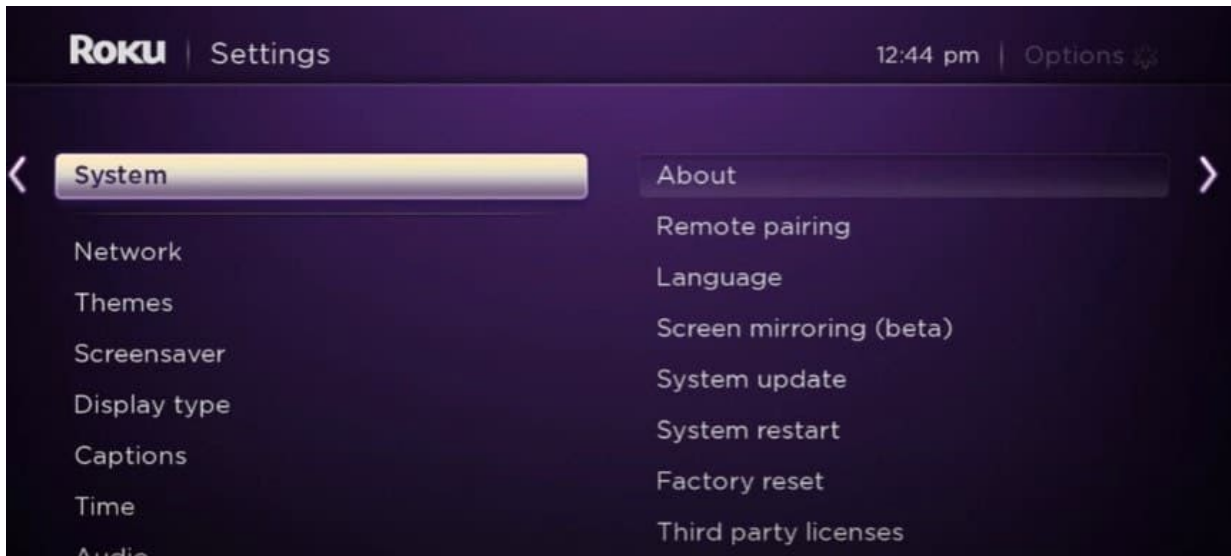 ROKU | Settings
12:44 pm | Options
System
Network
Themes
Screensaver
Display type
Captions
Time
Audio
About
Remote pairing
Language
Screen mirroring (beta)
System update
System restart
Factory reset
Third party licenses